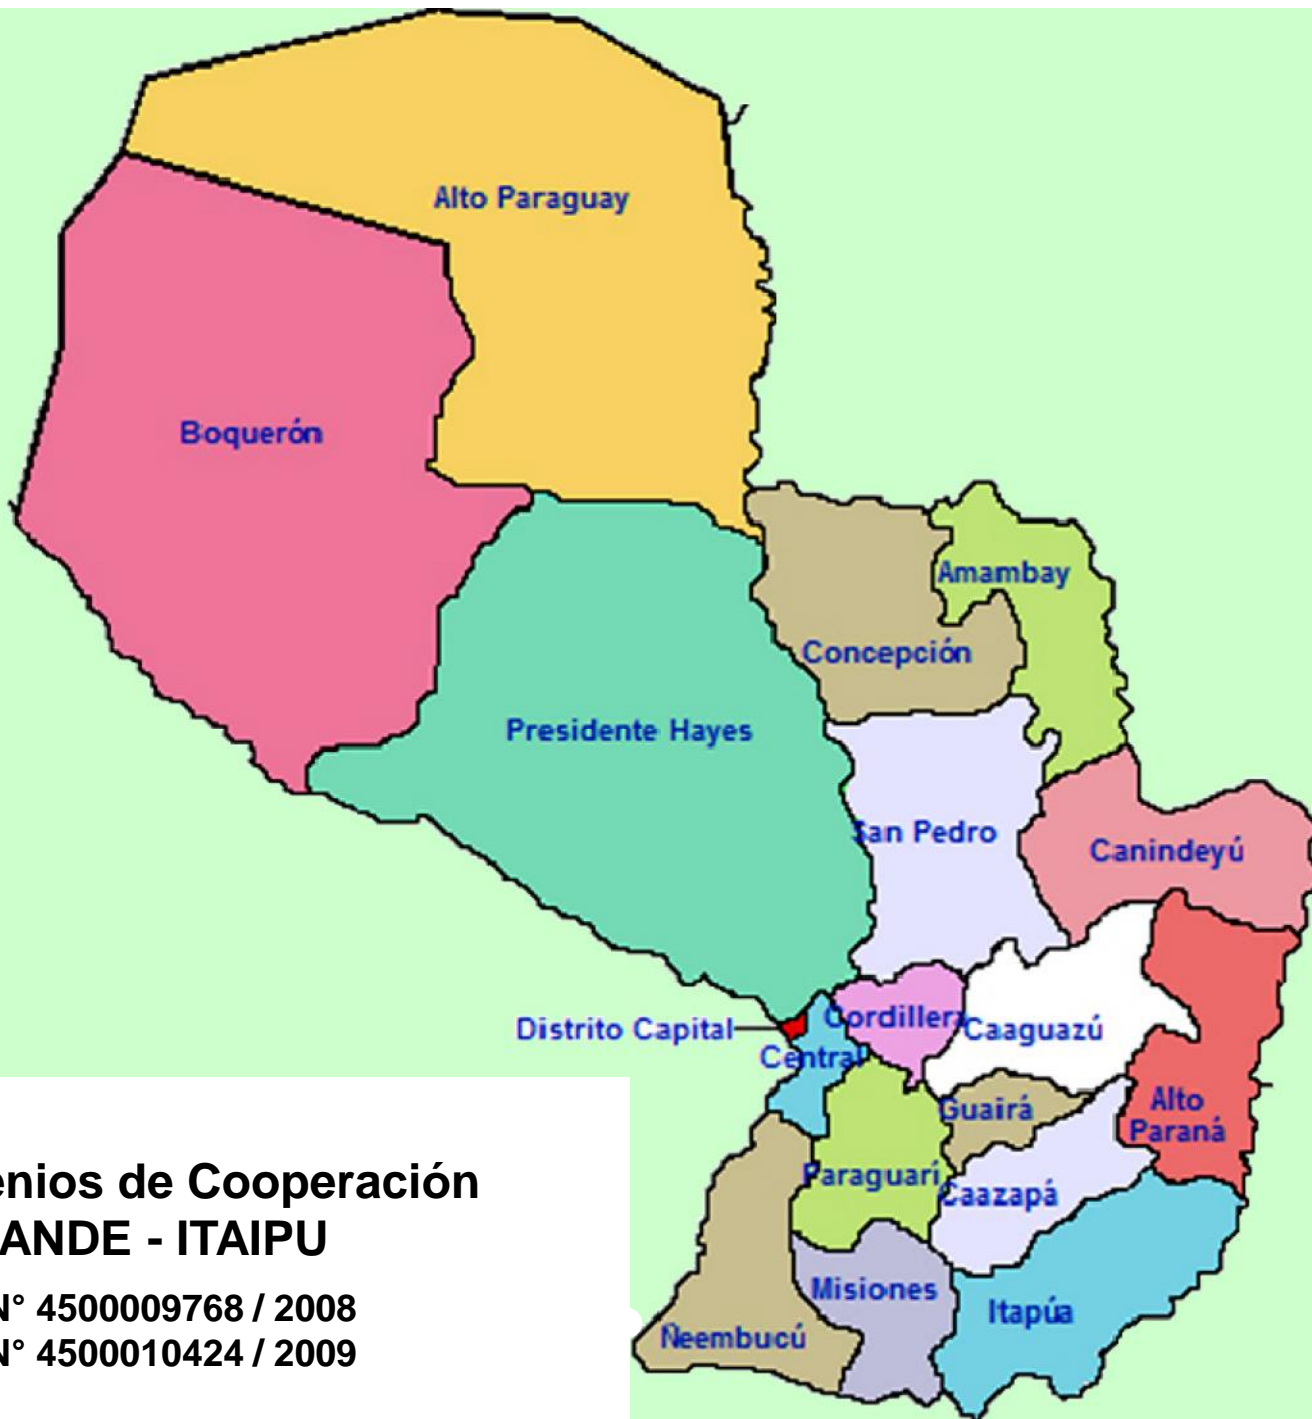 Alto Paraguay
Boquerón
Amambay
Concepción
Presidente Hayes
San Pedro
Canindeyú
Distrito Capital
Cordillera
Caaguazú
Central
Guairá
Alto
Paraná
Paraguarí
Caazapá
Misiones
Itapúa
Ñeembucú
enios de Cooperación
ANDE - ITAIPU
N° 4500009768 / 2008
N° 4500010424 / 2009